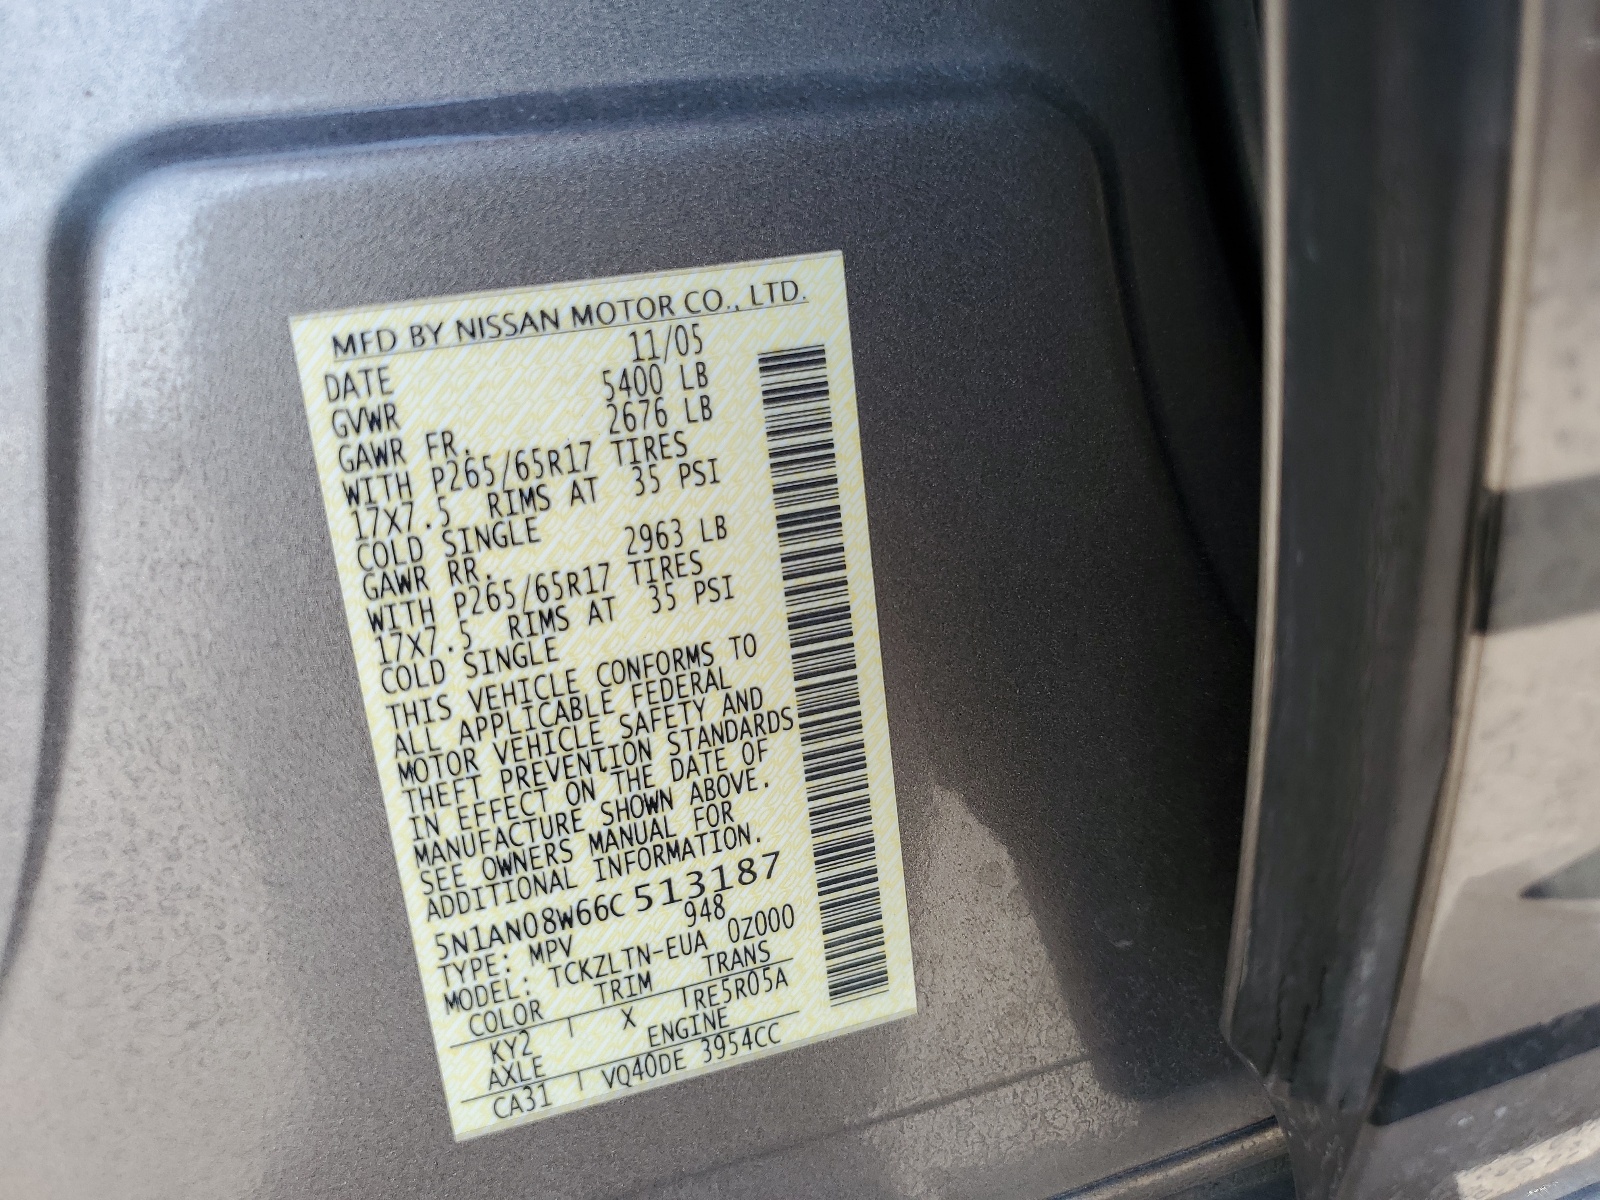 MFD BY NISSAN MOTOR CO., LTD.
DATE 11/05
GVWR 5400 LB
GAWR FR. 2676 LB
WITH P265/65R17 TIRES
17X7.5 RIMS AT 35 PSI
COLD SINGLE
GAWR RR. 2963 LB
WITH P265/65R17 TIRES
17X7.5 RIMS AT 35 PSI
COLD SINGLE
THIS VEHICLE CONFORMS TO
ALL APPLICABLE FEDERAL
MOTOR VEHICLE SAFETY AND
THEFT PREVENTION STANDARDS
IN EFFECT ON THE DATE OF
MANUFACTURE SHOWN ABOVE.
SEE OWNERS MANUAL FOR
ADDITIONAL INFORMATION.
5N1AN08W66C513187
TYPE: MPV 948
MODEL: TCKZLTN-EUA 0Z000
COLOR TRIM TRANS
KY2 X RE5R05A
AXLE ENGINE
CA31 VQ40DE 3954CC